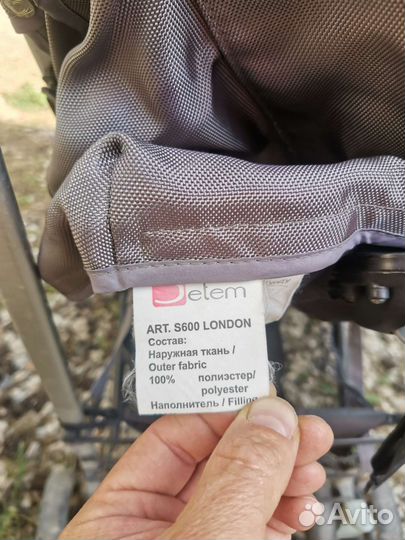 Jetem
ART. S600 LONDON
Состав:
Наружная ткань /
Outer fabric
100% полиэстер/
polyester
Наполнитель / Filling
Avito